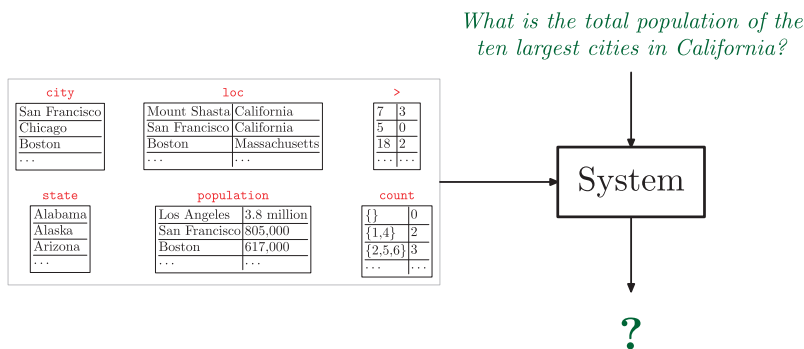 What is the total population of the
ten largest cities in California?
city
San Francisco
Chicago
Boston
...
loc
Mount Shasta California
San Francisco California
Boston Massachusetts
... ...
>
7 3
5 0
18 2
... ...
state
Alabama
Alaska
Arizona
...
population
Los Angeles 3.8 million
San Francisco 805,000
Boston 617,000
... ...
count
{} 0
{1,4} 2
{2,5,6} 3
... ...
System
?